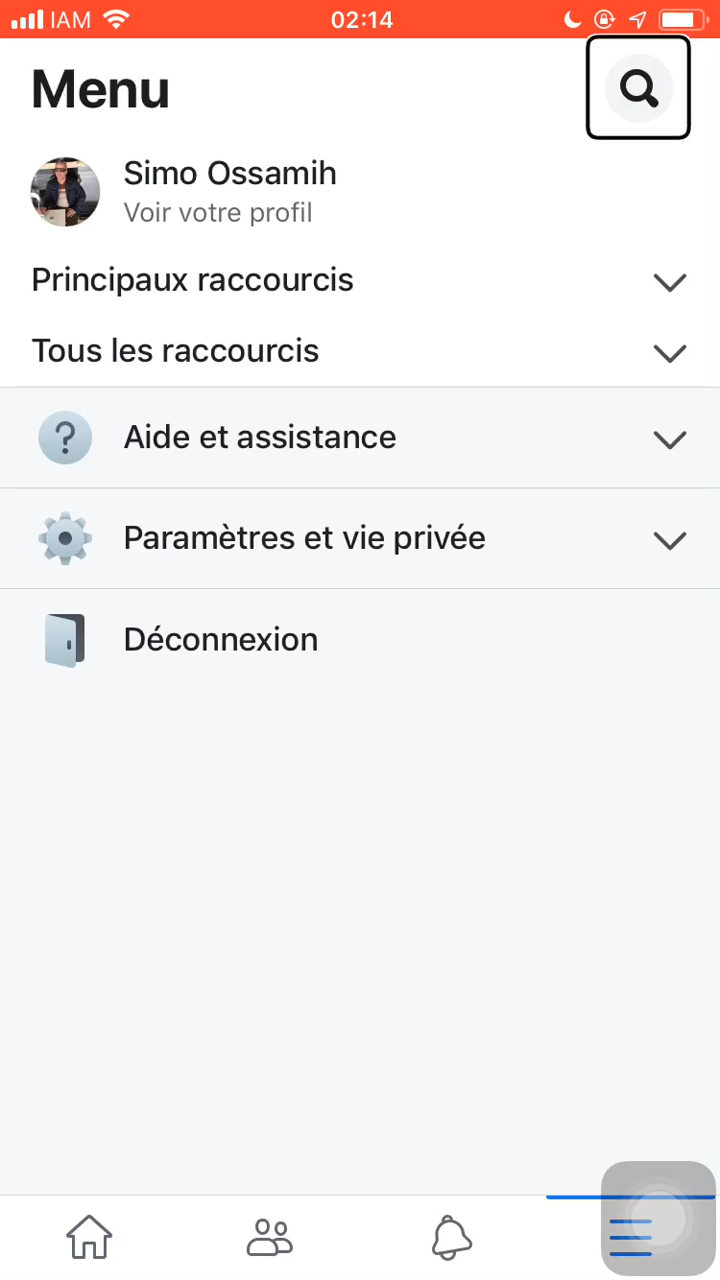 IAM 02:14
Menu
Simo Ossamih
Voir votre profil
Principaux raccourcis
Tous les raccourcis
Aide et assistance
Paramètres et vie privée
Déconnexion